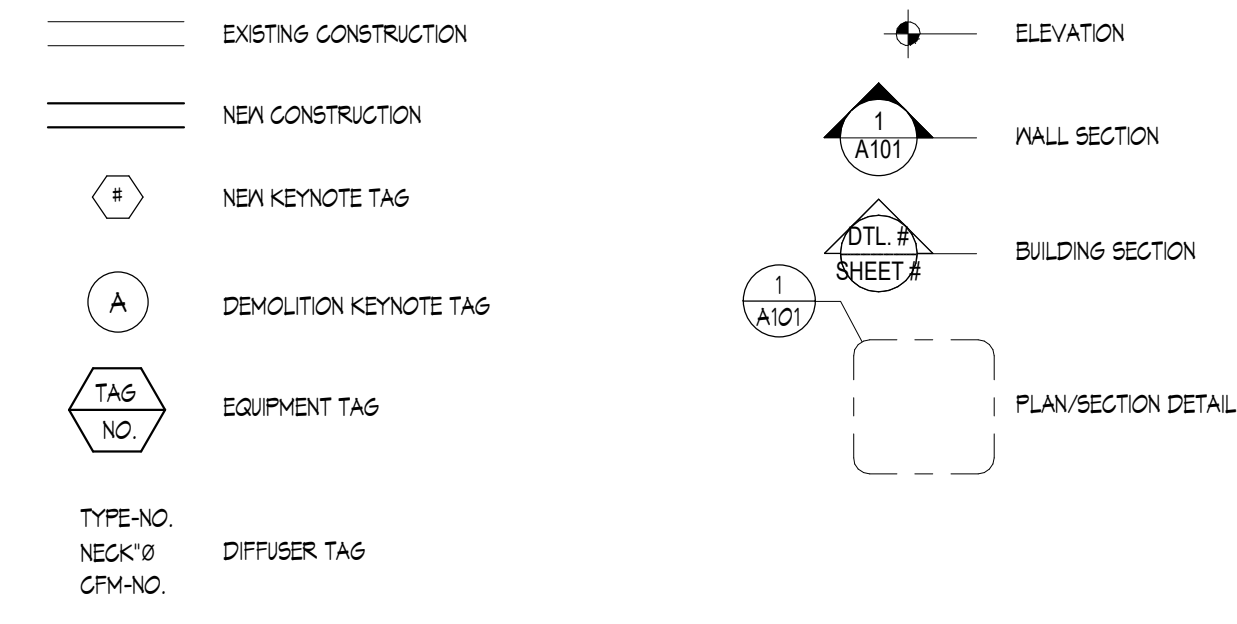 EXISTING CONSTRUCTION
NEW CONSTRUCTION
#
NEW KEYNOTE TAG
A
DEMOLITION KEYNOTE TAG
TAG
NO.
EQUIPMENT TAG
TYPE-NO.
NECK"Ø
CFM-NO.
DIFFUSER TAG
ELEVATION
1
A101
WALL SECTION
DTL. #
SHEET #
BUILDING SECTION
1
A101
PLAN/SECTION DETAIL